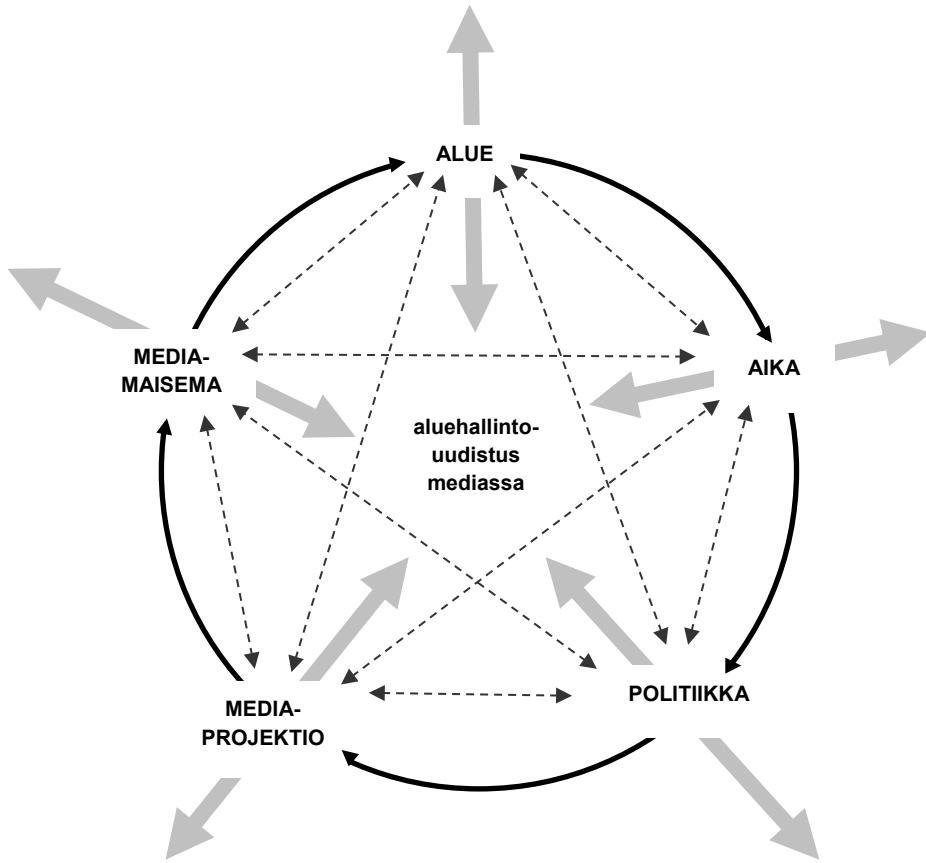 ALUE
MEDIA-
MAISEMA
AIKA
aluehallinto-
uudistus
mediassa
POLITIIKKA
MEDIA-
PROJEKTIO